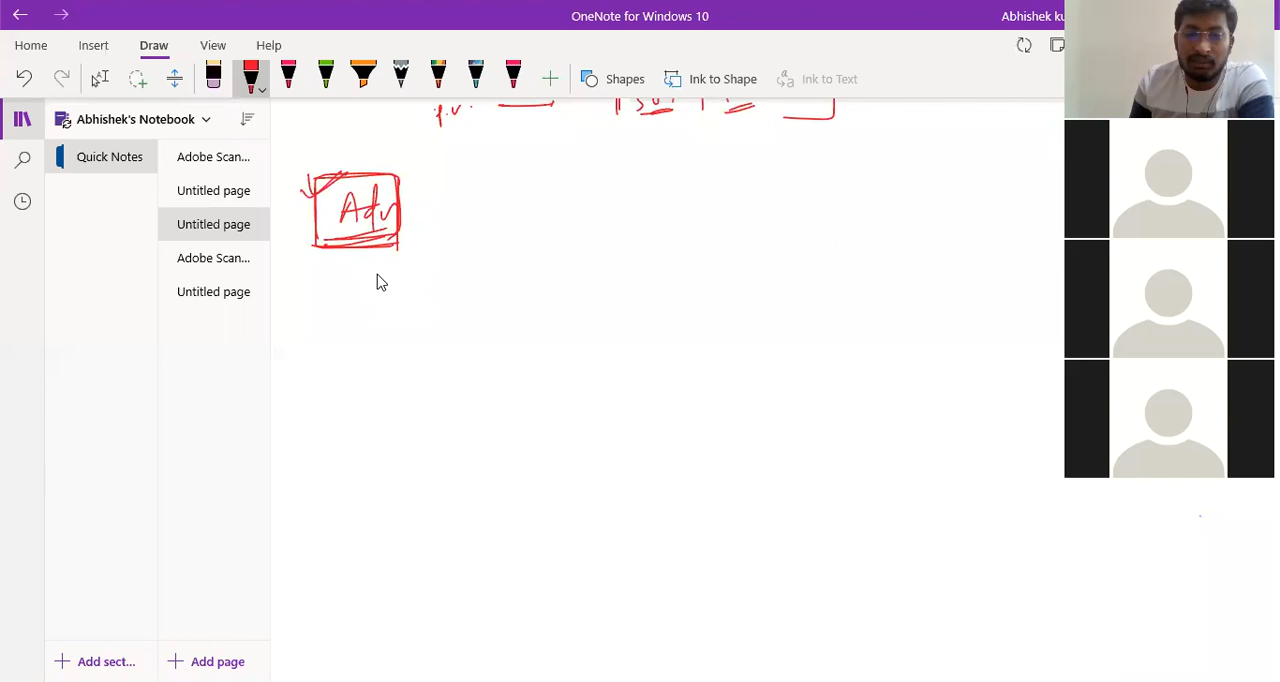 OneNote for Windows 10
Abhishek ku
Home Insert Draw View Help
Shapes Ink to Shape Ink to Text
Abhishek's Notebook
Quick Notes
Adobe Scan...
Untitled page
Untitled page
Adobe Scan...
Untitled page
Adv
Add sect...
Add page